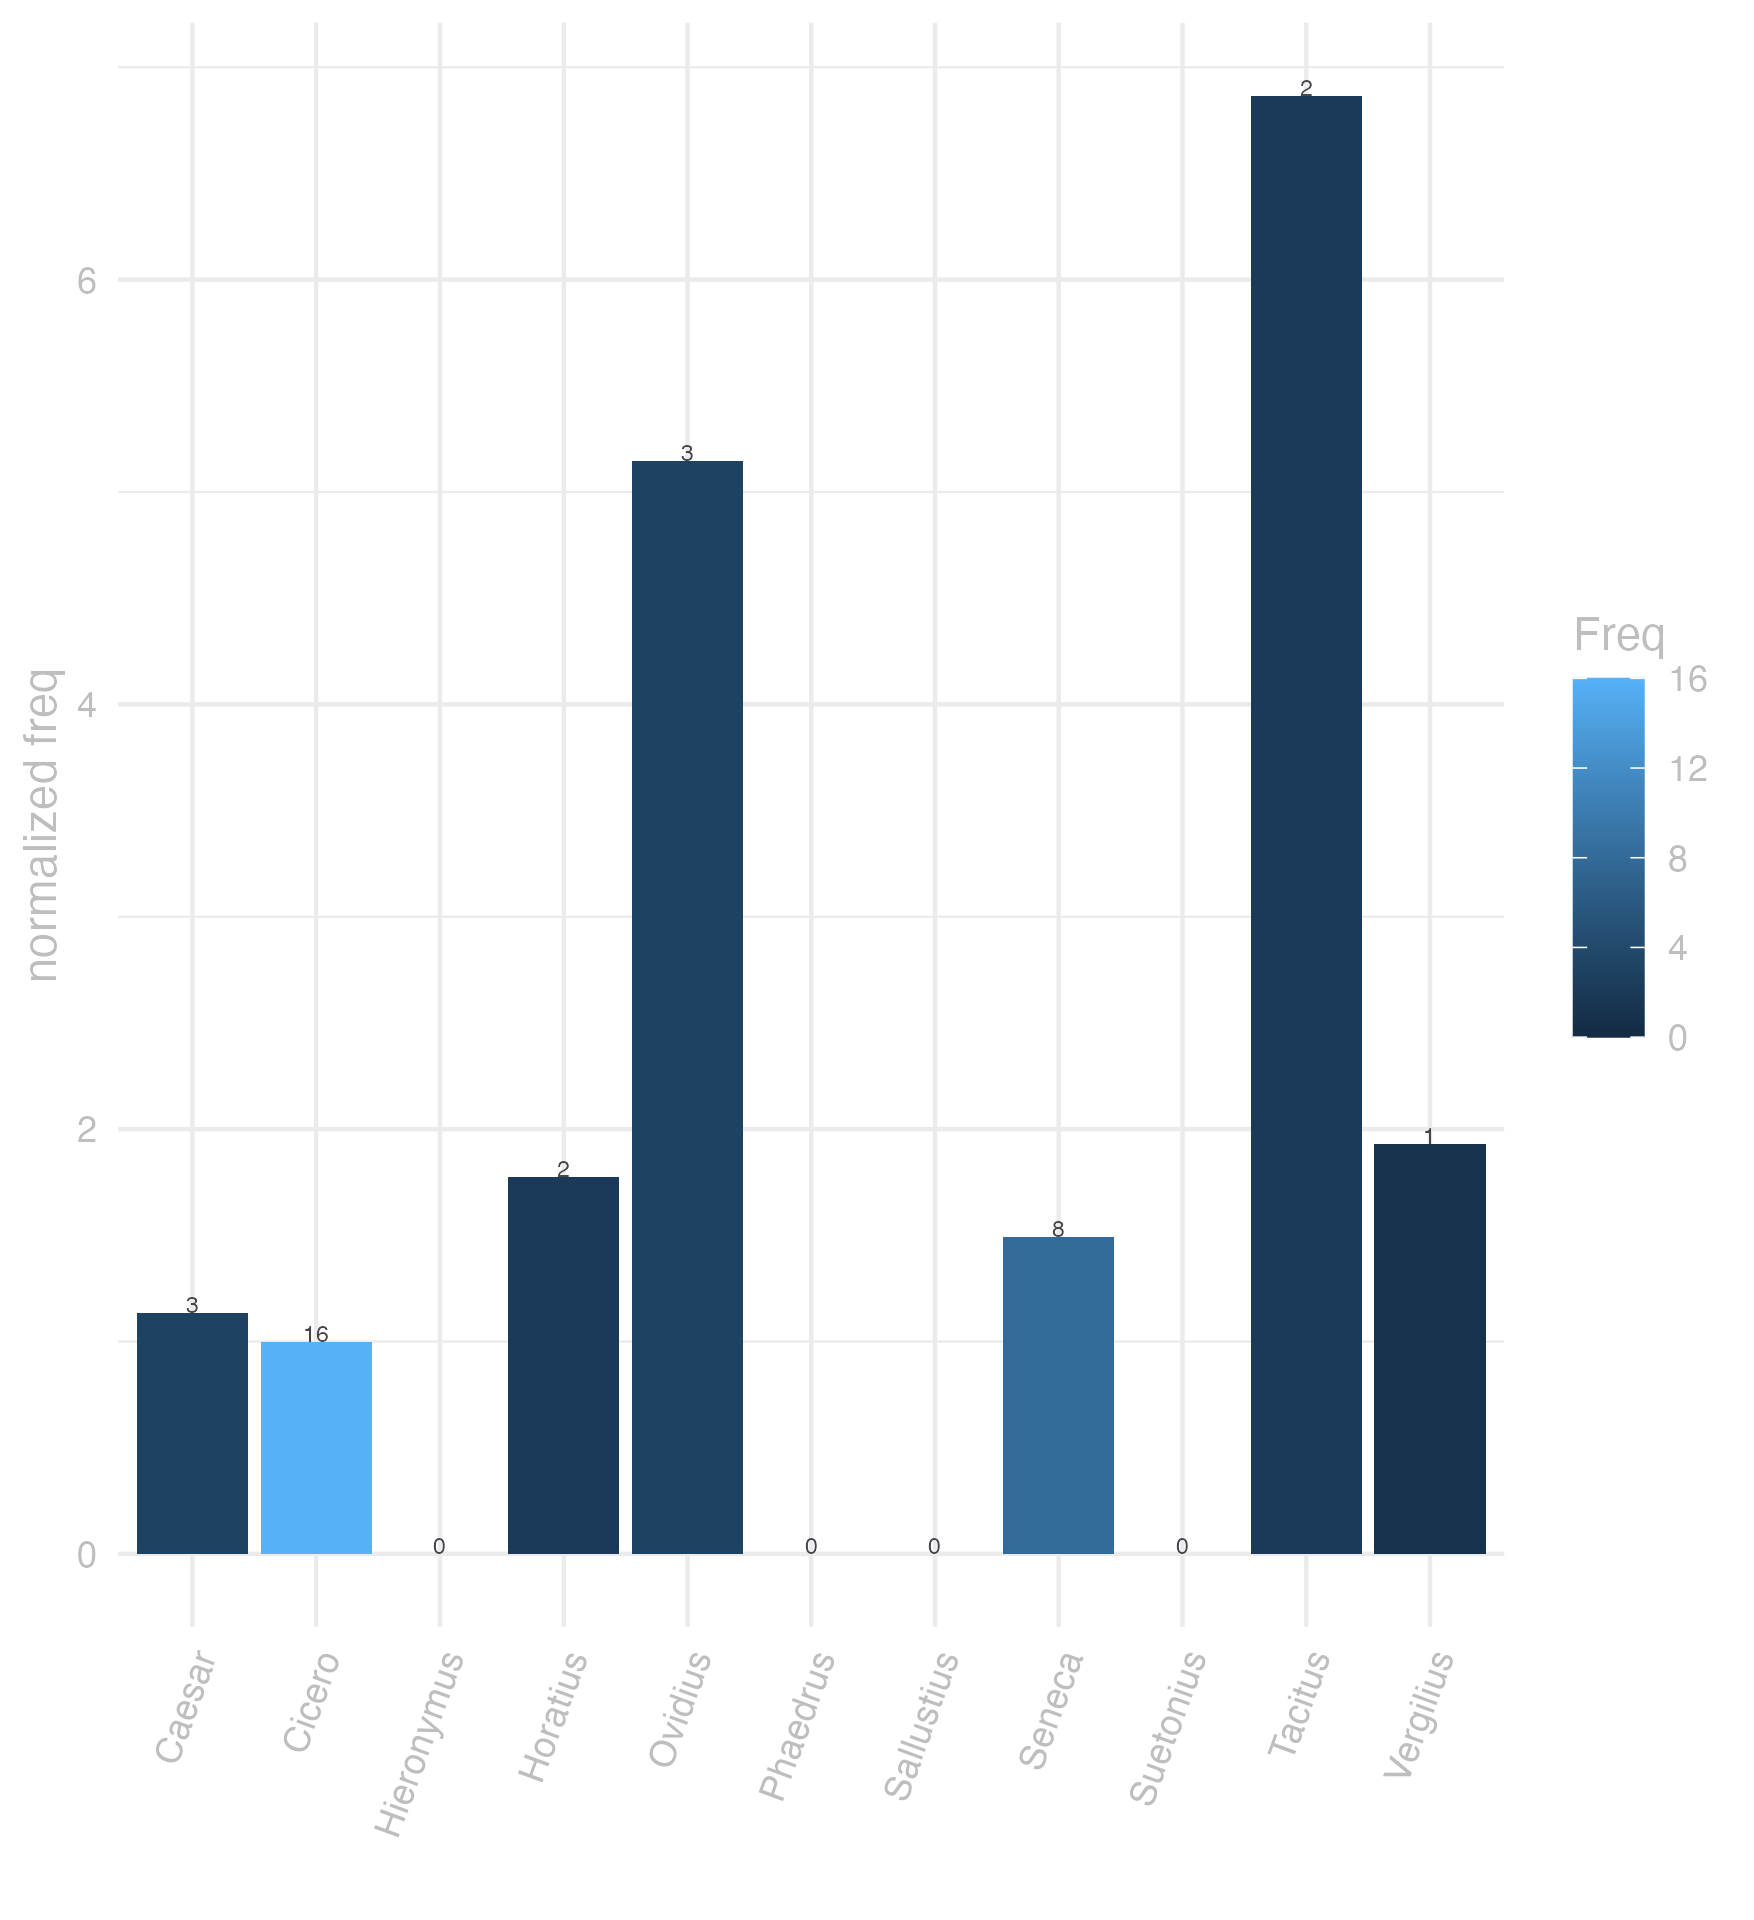 2
6
3
4
2
1
2
8
3
16
0
0
0
0
0
normalized freq
Caesar
Cicero
Hieronymus
Horatius
Ovidius
Phaedrus
Sallustius
Seneca
Suetonius
Tacitus
Vergilius
Freq
16
12
8
4
0